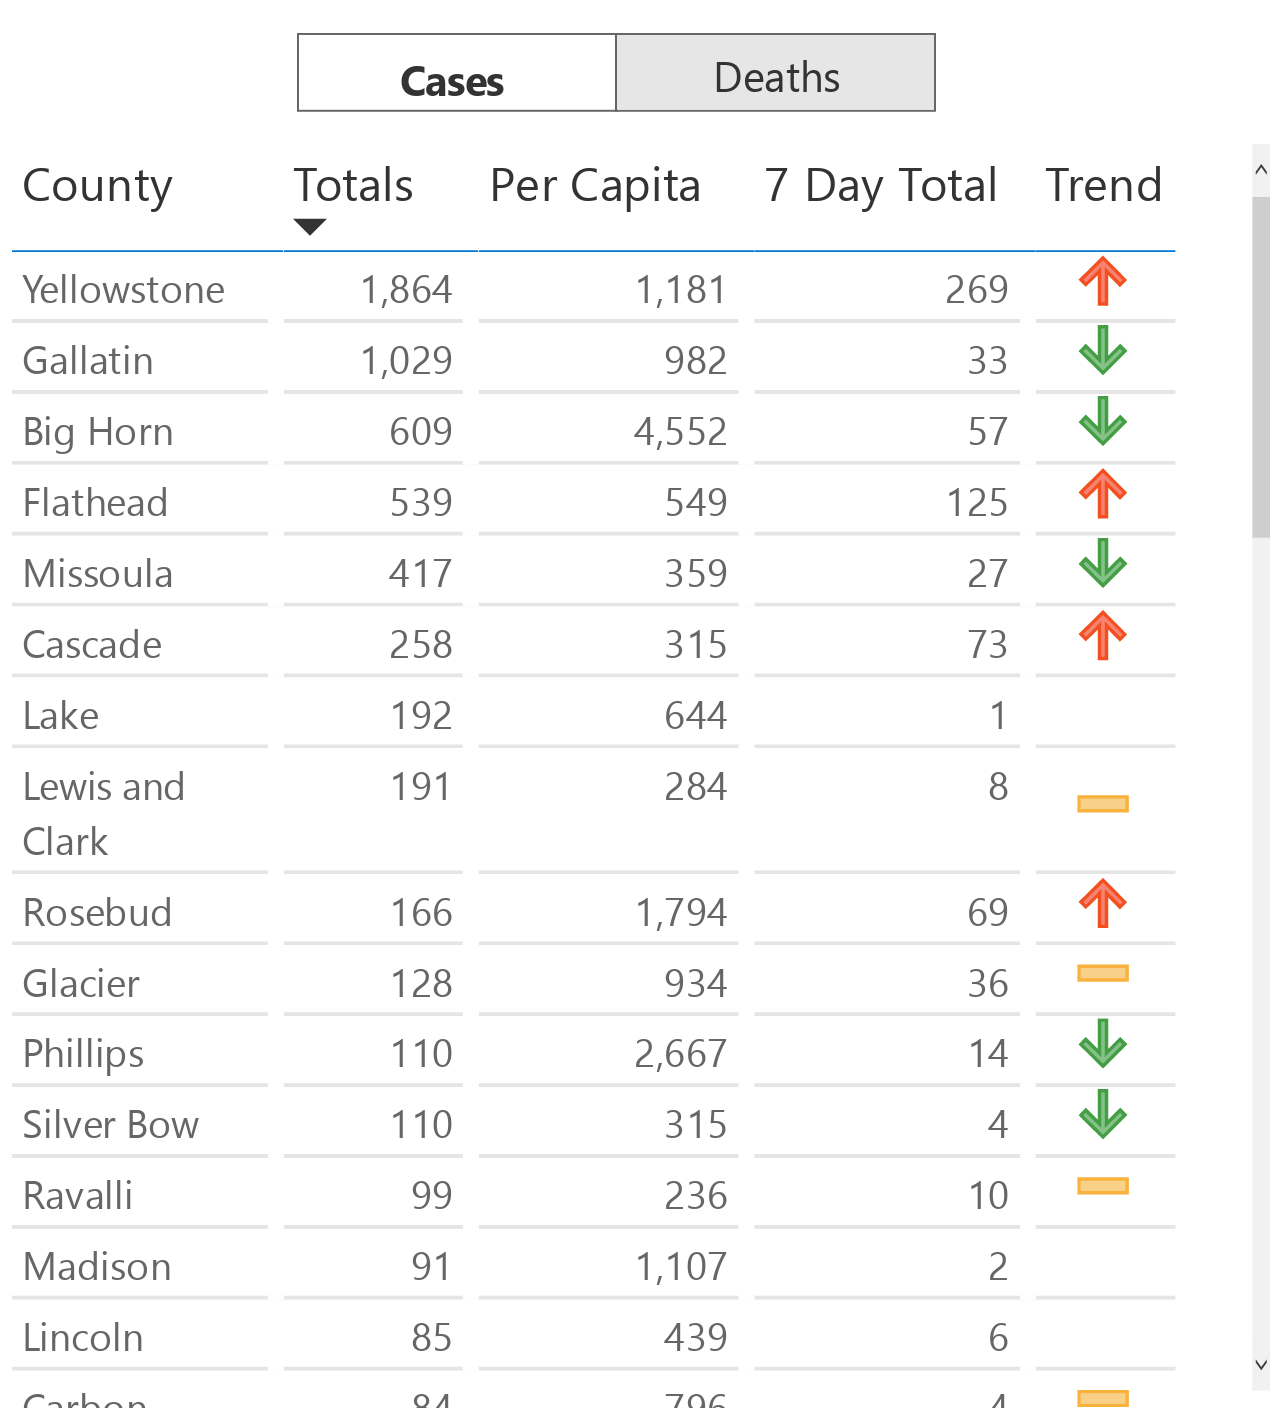 Cases Deaths
County Totals Per Capita 7 Day Total Trend
Yellowstone 1,864 1,181 269
Gallatin 1,029 982 33
Big Horn 609 4,552 57
Flathead 539 549 125
Missoula 417 359 27
Cascade 258 315 73
Lake 192 644 1
Lewis and 191 284 8
Clark
Rosebud 166 1,794 69
Glacier 128 934 36
Phillips 110 2,667 14
Silver Bow 110 315 4
Ravalli 99 236 10
Madison 91 1,107 2
Lincoln 85 439 6
Carbon 84 796 4